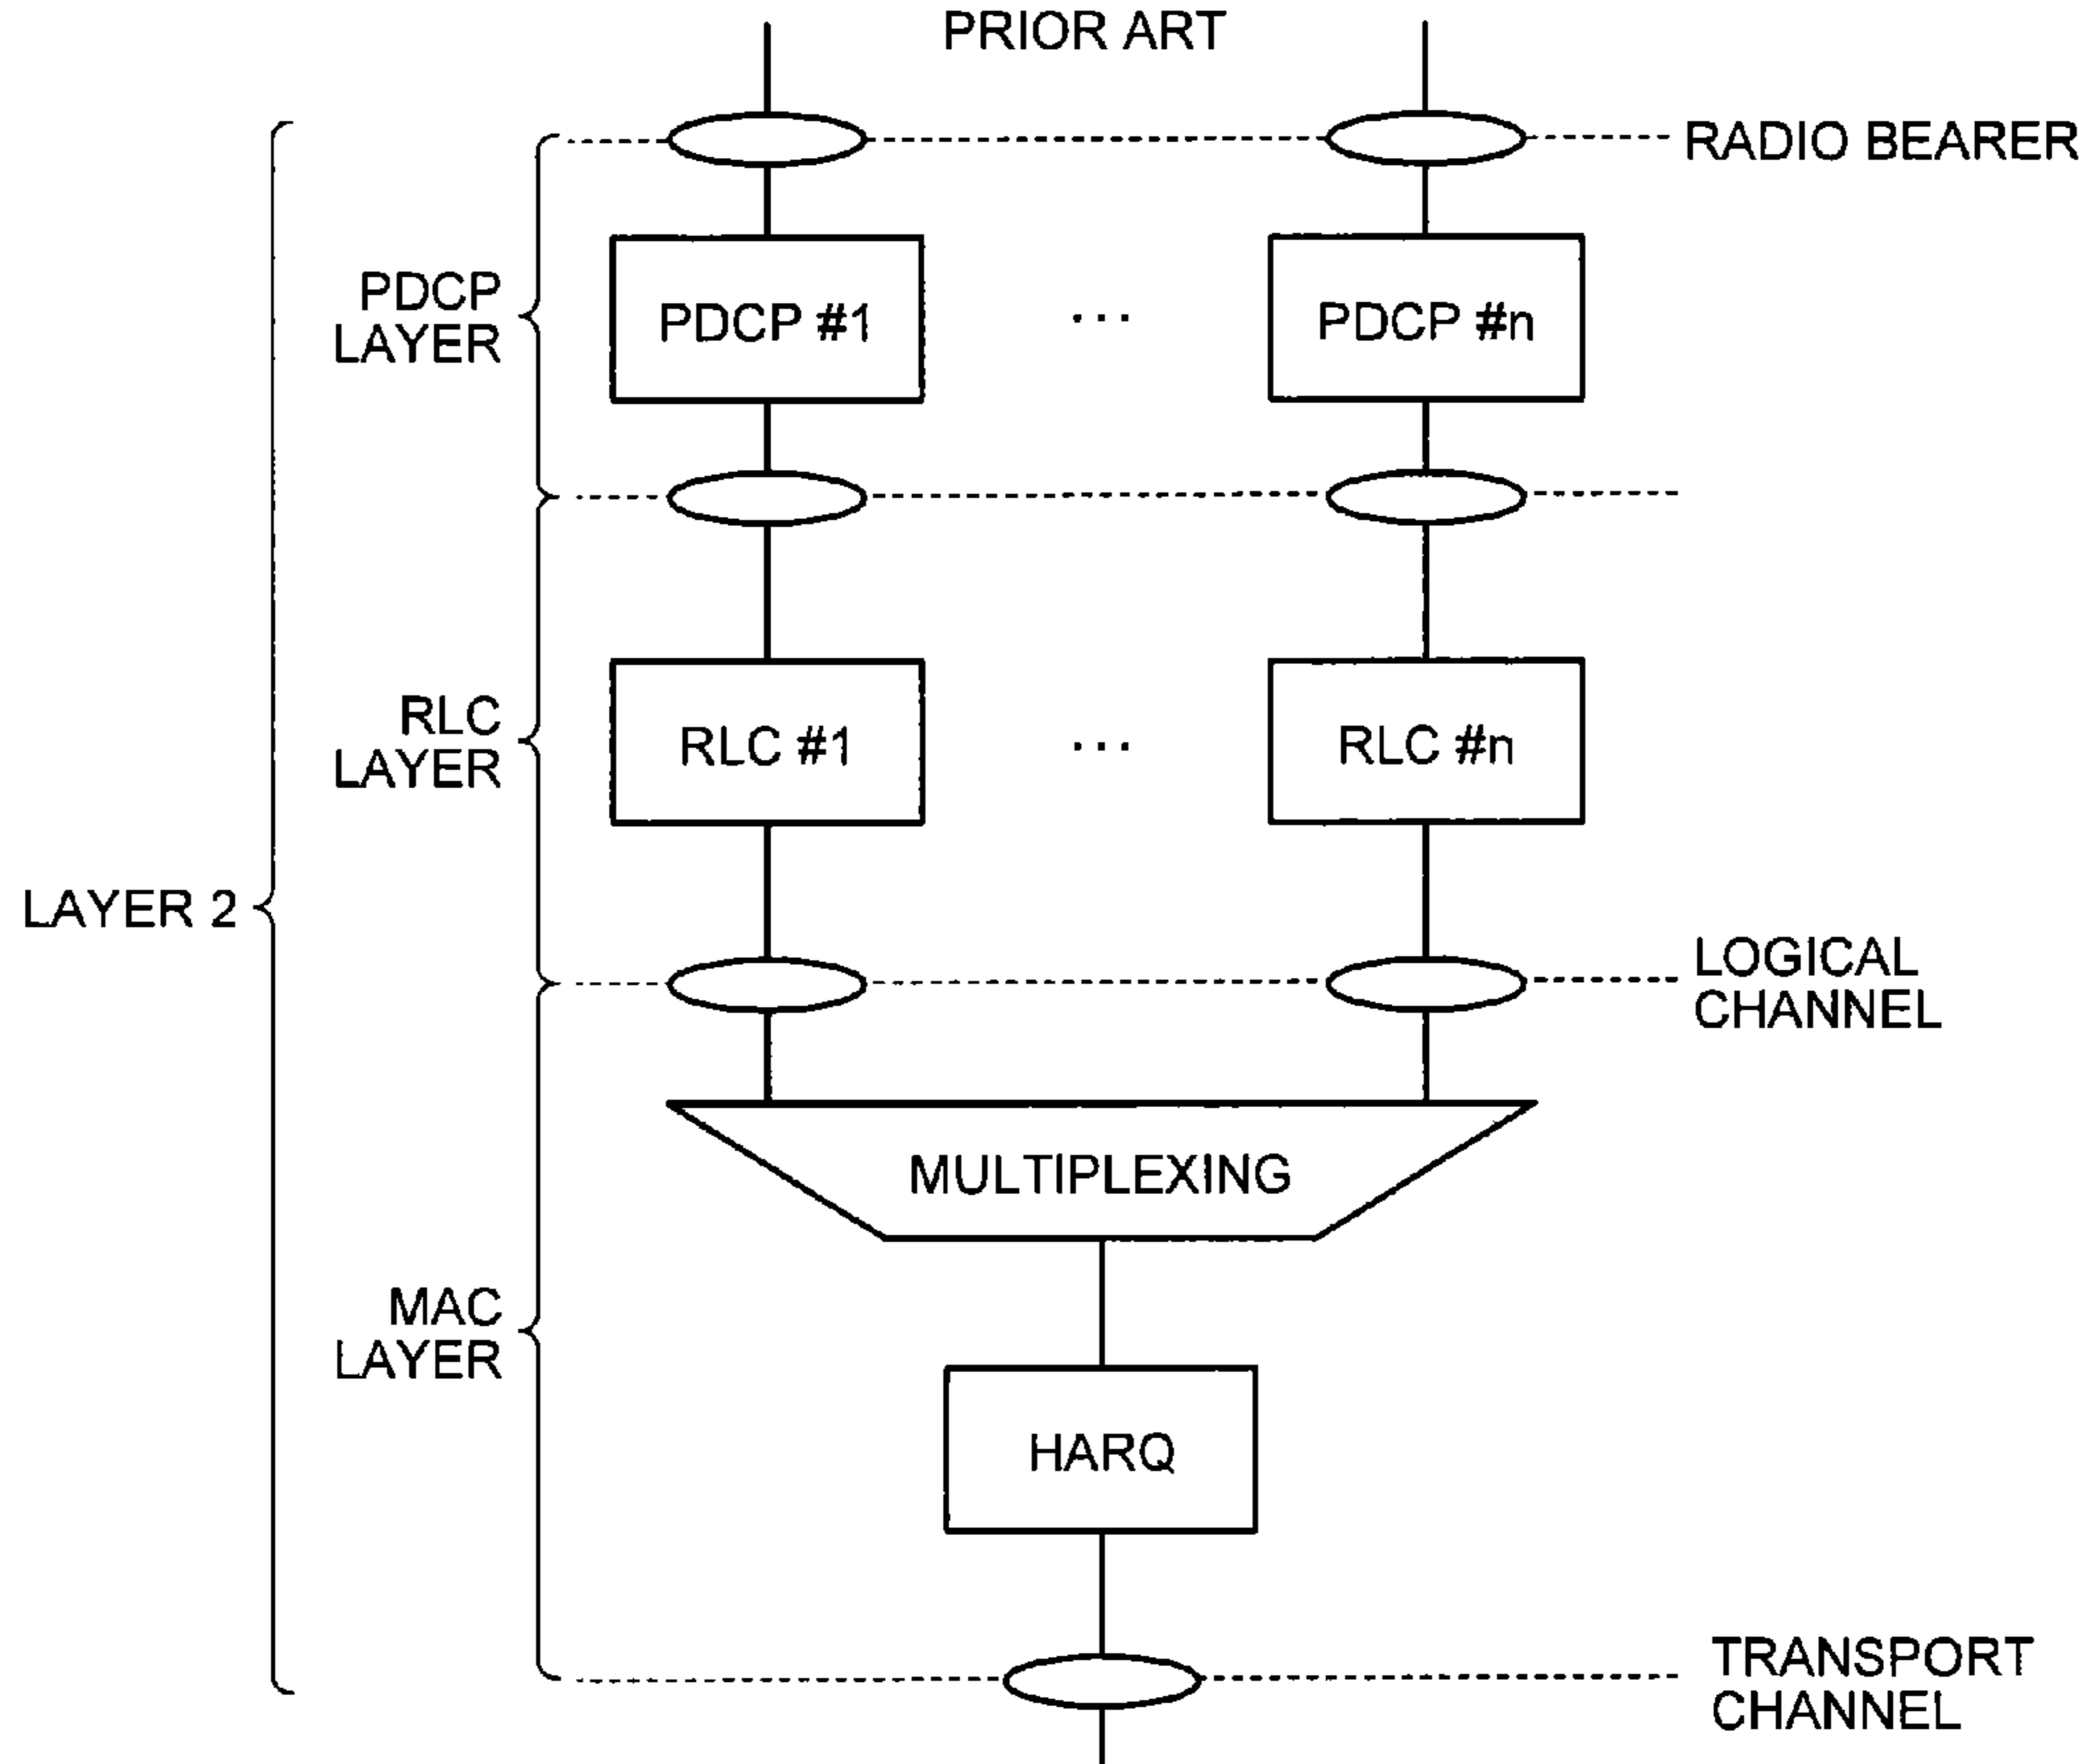 PRIOR ART
RADIO BEARER
PDCP
LAYER
PDCP #1
...
PDCP #n
RLC
LAYER
RLC #1
...
RLC #n
LAYER 2
LOGICAL
CHANNEL
MULTIPLEXING
MAC
LAYER
HARQ
TRANSPORT
CHANNEL